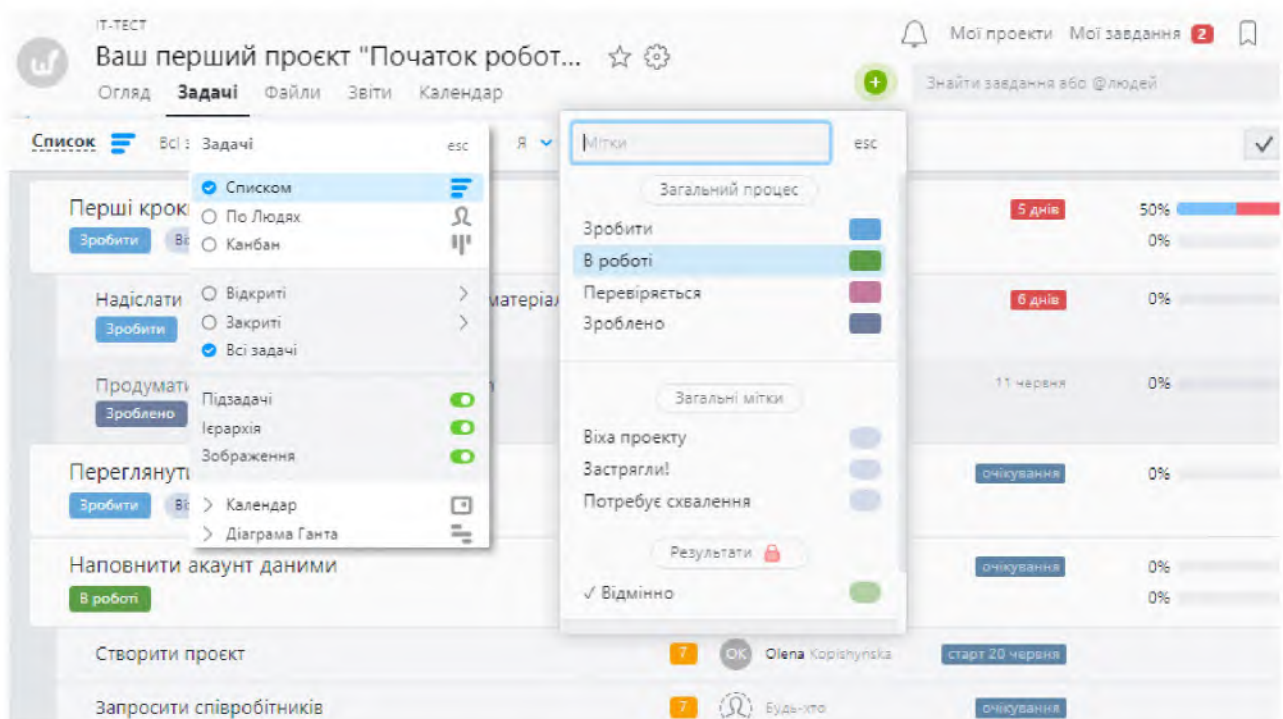 IT-ТЕСТ
Ваш перший проєкт "Початок робот...
Мої проекти Мої завдання 2
Огляд Задачі Файли Звіти Календар
Знайти завдання або @людей
Список Всі
Задачі esc
Я
Мітки esc
Списком
По Людях
Канбан
Відкриті
Закриті
Всі задачі
Підзадачі
Ієрархія
Зображення
Календар
Діаграма Ганта
Загальний процес
Зробити
В роботі
Перевіряється
Зроблено
Загальні мітки
Віха проекту
Застрягли!
Потребує схвалення
Результати
✓ Відмінно
Перші крок
5 днів 50%
Зробити Ві
0%
Надіслати матеріал
6 днів 0%
Зробити
Продумати
11 червня 0%
Зроблено
Переглянути
очікування 0%
Зробити Ві
Наповнити акаунт даними
очікування 0%
В роботі
0%
Створити проєкт 7 OK Olena Kopishynska старт 20 червня
Запросити співробітників 7 Будь-хто очікування